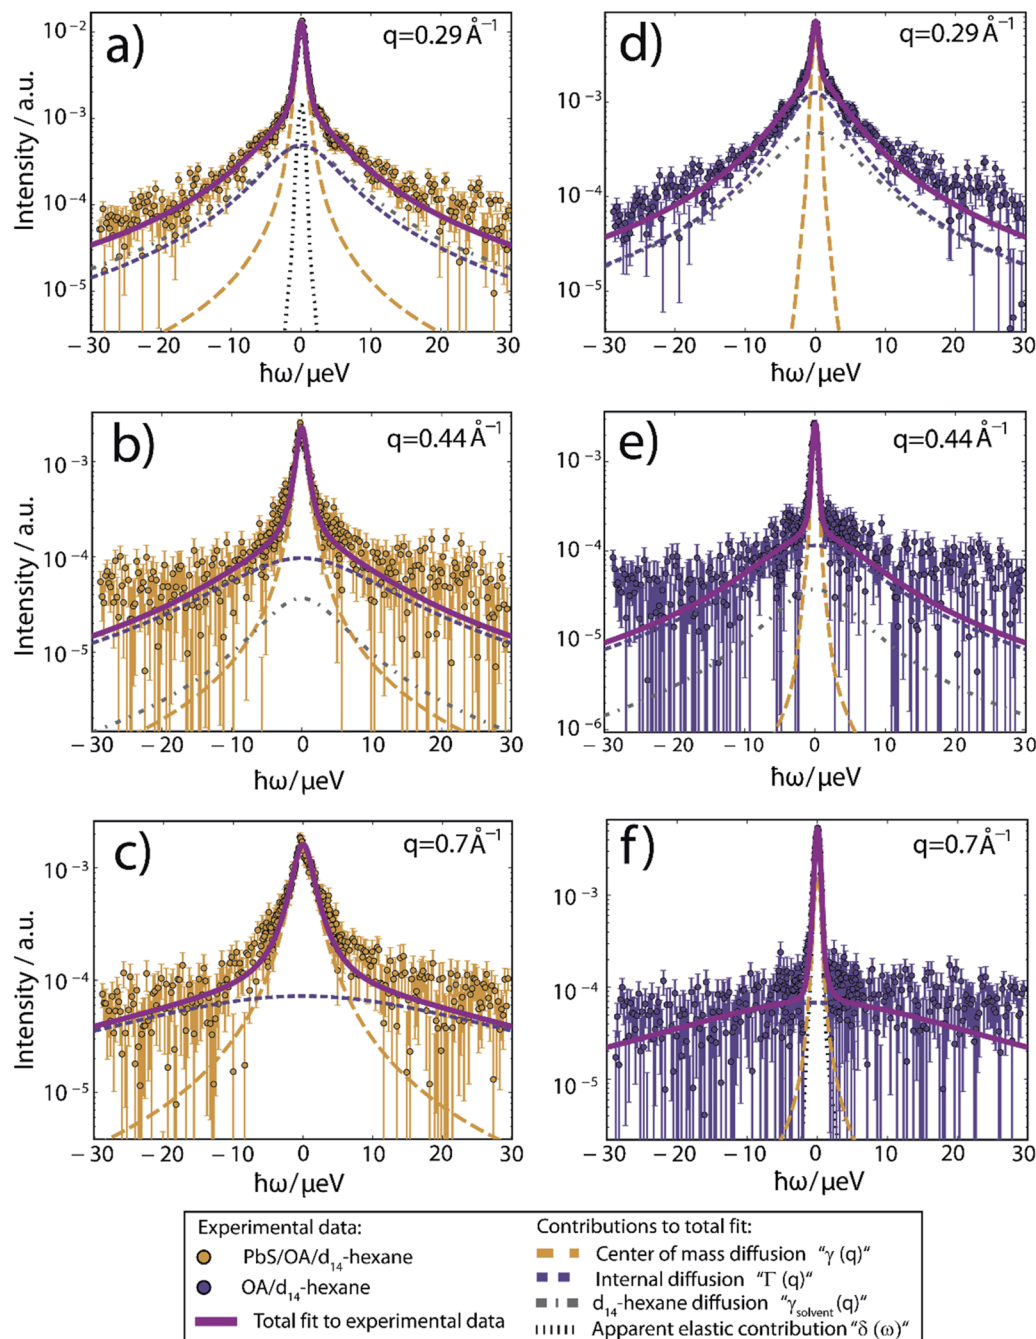 a)
q=0.29 Å⁻¹
Intensity / a.u.
10⁻²
10⁻³
10⁻⁴
10⁻⁵
−30 −20 −10 0 10 20 30
ħω/μeV
d)
q=0.29 Å⁻¹
10⁻³
10⁻⁴
10⁻⁵
−30 −20 −10 0 10 20 30
ħω/μeV
b)
q=0.44 Å⁻¹
Intensity / a.u.
10⁻³
10⁻⁴
10⁻⁵
−30 −20 −10 0 10 20 30
ħω/μeV
e)
q=0.44 Å⁻¹
10⁻³
10⁻⁴
10⁻⁵
10⁻⁶
−30 −20 −10 0 10 20 30
ħω/μeV
c)
q=0.7 Å⁻¹
Intensity / a.u.
10⁻³
10⁻⁴
10⁻⁵
−30 −20 −10 0 10 20 30
ħω/μeV
f)
q=0.7 Å⁻¹
10⁻³
10⁻⁴
10⁻⁵
−30 −20 −10 0 10 20 30
ħω/μeV
Experimental data:
PbS/OA/d₁₄-hexane
OA/d₁₄-hexane
Total fit to experimental data
Contributions to total fit:
Center of mass diffusion "γ (q)"
Internal diffusion "Γ (q)"
d₁₄-hexane diffusion "γsolvent(q)"
Apparent elastic contribution "δ (ω)"